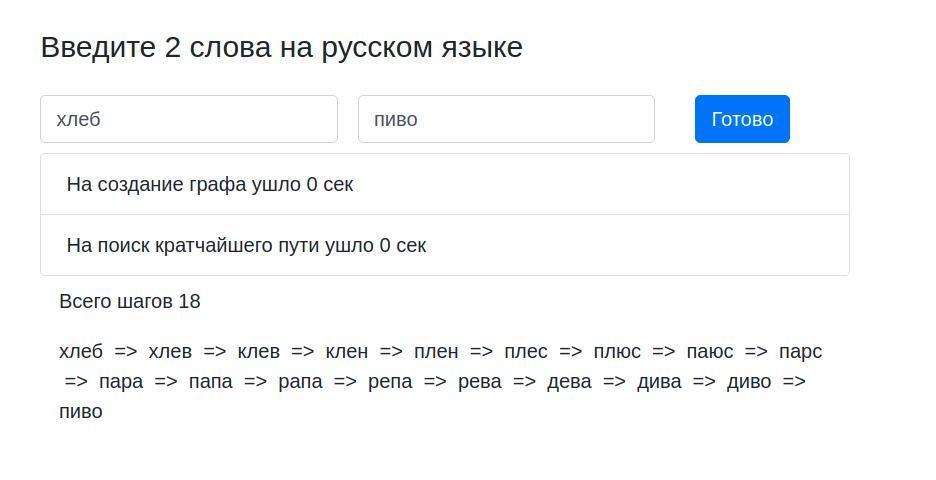 Введите 2 слова на русском языке
хлеб
пиво
Готово
На создание графа ушло 0 сек
На поиск кратчайшего пути ушло 0 сек
Всего шагов 18
хлеб => хлев => клев => клен => плен => плес => плюс => паюс => парс
=> пара => папа => рапа => репа => рева => дева => дива => диво =>
пиво